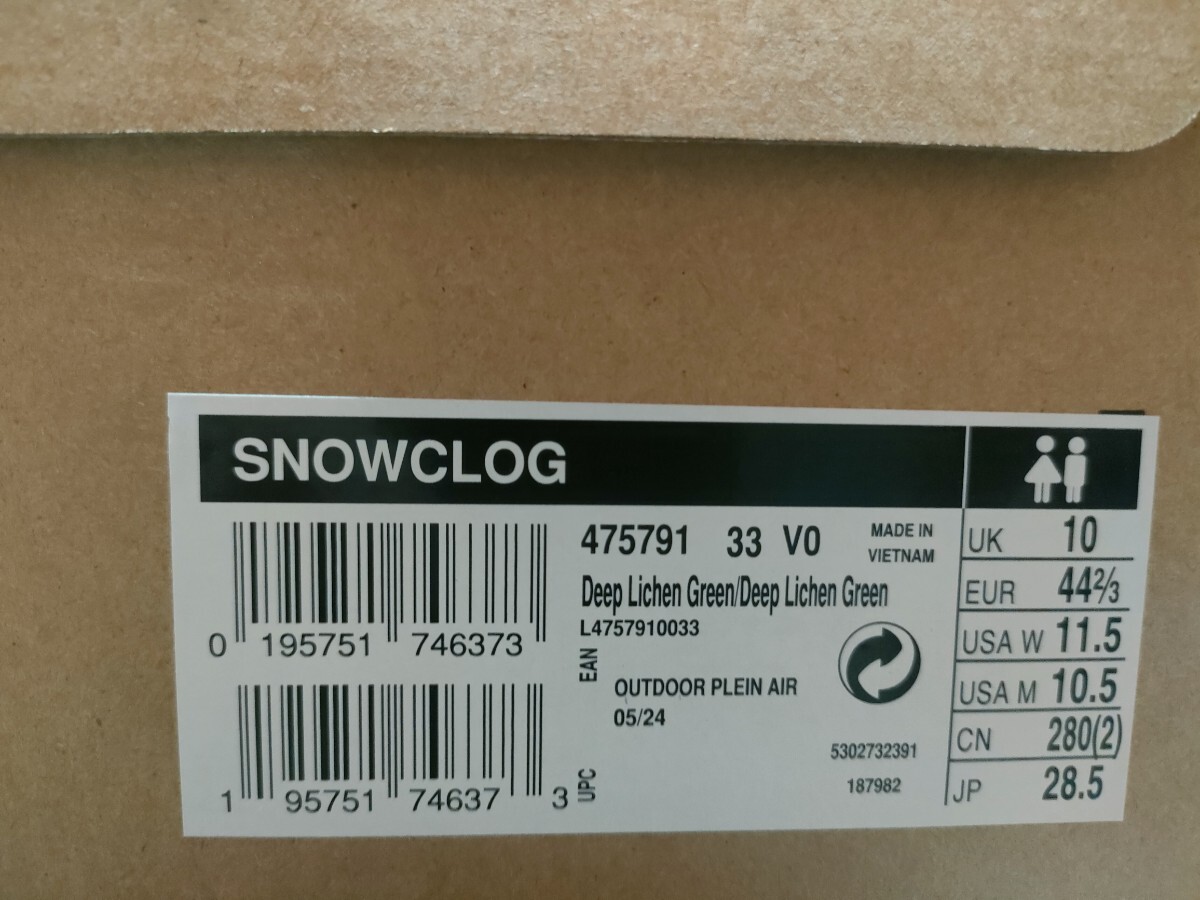 SNOWCLOG
475791 33 V0
MADE IN
VIETNAM
Deep Lichen Green/Deep Lichen Green
L4757910033
0 195751 746373
EAN
OUTDOOR PLEIN AIR
05/24
5302732391
187982
1 95751 74637 3
UPC
UK 10
EUR 44⅔
USA W 11.5
USA M 10.5
CN 280(2)
JP 28.5